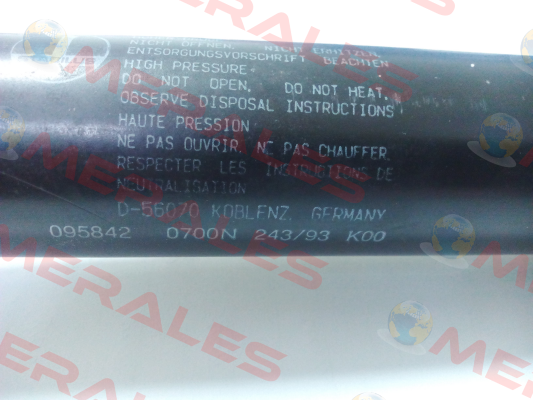 NICHT ÖFFNEN. NICHT ERHITZEN.
ENTSORGUNGSVORSCHRIFT BEACHTEN
HIGH PRESSURE
DO NOT OPEN. DO NOT HEAT.
OBSERVE DISPOSAL INSTRUCTIONS
HAUTE PRESSION
NE PAS OUVRIR. NE PAS CHAUFFER.
RESPECTER LES INSTRUCTIONS DE
NEUTRALISATION
D-56070 KOBLENZ, GERMANY
095842 0700N 243/93 K00
MERALES